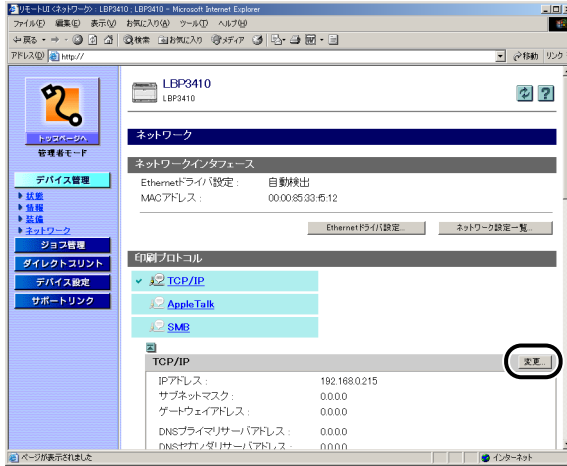 リモートUI <ネットワーク> : LBP3410 ; LBP3410 - Microsoft Internet Explorer
ファイル(F) 編集(E) 表示(V) お気に入り(A) ツール(T) ヘルプ(H)
戻る 検索 お気に入り メディア
アドレス(D) http:// 移動 リンク
LBP3410
LBP3410
トップページへ
管理者モード
ネットワーク
ネットワークインタフェース
Ethernetドライバ設定 : 自動検出
MACアドレス : 00:00:85:33:f5:12
Ethernetドライバ設定... ネットワーク設定一覧...
デバイス管理
状態
情報
装備
ネットワーク
ジョブ管理
ダイレクトプリント
デバイス設定
サポートリンク
印刷プロトコル
TCP/IP
AppleTalk
SMB
TCP/IP 変更...
IPアドレス : 192.168.0.215
サブネットマスク : 0.0.0.0
ゲートウェイアドレス : 0.0.0.0
DNSプライマリサーバアドレス : 0.0.0.0
DNSセカンダリサーバアドレス : 0.0.0.0
ページが表示されました インターネット